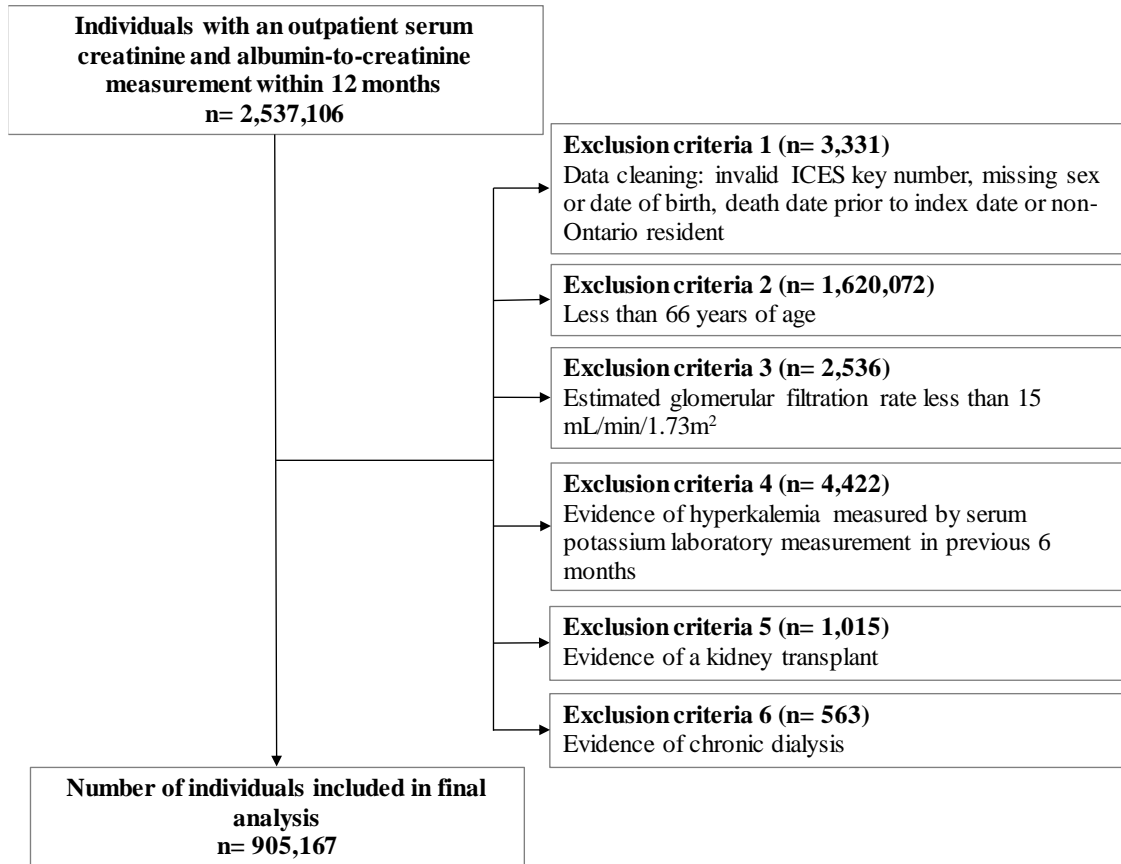 Individuals with an outpatient serum
creatinine and albumin-to-creatinine
measurement within 12 months
n= 2,537,106
Exclusion criteria 1 (n= 3,331)
Data cleaning: invalid ICES key number, missing sex
or date of birth, death date prior to index date or non-
Ontario resident
Exclusion criteria 2 (n= 1,620,072)
Less than 66 years of age
Exclusion criteria 3 (n= 2,536)
Estimated glomerular filtration rate less than 15
mL/min/1.73m²
Exclusion criteria 4 (n= 4,422)
Evidence of hyperkalemia measured by serum
potassium laboratory measurement in previous 6
months
Exclusion criteria 5 (n= 1,015)
Evidence of a kidney transplant
Exclusion criteria 6 (n= 563)
Evidence of chronic dialysis
Number of individuals included in final
analysis
n= 905,167